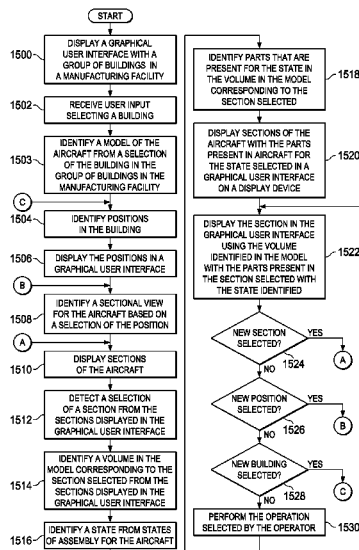 START
1500
DISPLAY A GRAPHICAL
USER INTERFACE WITH A
GROUP OF BUILDINGS IN
A MANUFACTURING FACILITY
1502
RECEIVE USER INPUT
SELECTING A BUILDING
1503
IDENTIFY A MODEL OF THE
AIRCRAFT FROM A SELECTION
OF THE BUILDING IN THE
GROUP OF BUILDINGS IN THE
MANUFACTURING FACILITY
C
1504
IDENTIFY POSITIONS
IN THE BUILDING
1506
DISPLAY THE POSITIONS IN A
GRAPHICAL USER INTERFACE
B
1508
IDENTIFY A SECTIONAL VIEW
FOR THE AIRCRAFT BASED ON
A SELECTION OF THE POSITION
A
1510
DISPLAY SECTIONS
OF THE AIRCRAFT
1512
DETECT A SELECTION
OF A SECTION FROM THE
SECTIONS DISPLAYED IN THE
GRAPHICAL USER INTERFACE
1514
IDENTIFY A VOLUME IN THE
MODEL CORRESPONDING TO THE
SECTION SELECTED FROM THE
SECTIONS DISPLAYED IN THE
GRAPHICAL USER INTERFACE
1516
IDENTIFY A STATE FROM STATES
OF ASSEMBLY FOR THE AIRCRAFT
IDENTIFY PARTS THAT ARE
PRESENT FOR THE STATE IN
THE VOLUME IN THE MODEL
CORRESPONDING TO THE
SECTION SELECTED
1518
DISPLAY SECTIONS OF THE
AIRCRAFT WITH THE PARTS
PRESENT IN AIRCRAFT FOR
THE STATE SELECTED IN A
GRAPHICAL USER INTERFACE
ON A DISPLAY DEVICE
1520
DISPLAY THE SECTION IN THE
GRAPHICAL USER INTERFACE
USING THE VOLUME
IDENTIFIED IN THE MODEL
WITH THE PARTS PRESENT IN
THE SECTION SELECTED WITH
THE STATE IDENTIFIED
1522
NEW SECTION
SELECTED?
YES
A
1524
NO
NEW POSITION
SELECTED?
YES
B
1526
NO
NEW BUILDING
SELECTED?
YES
C
1528
NO
PERFORM THE OPERATION
SELECTED BY THE OPERATOR
1530